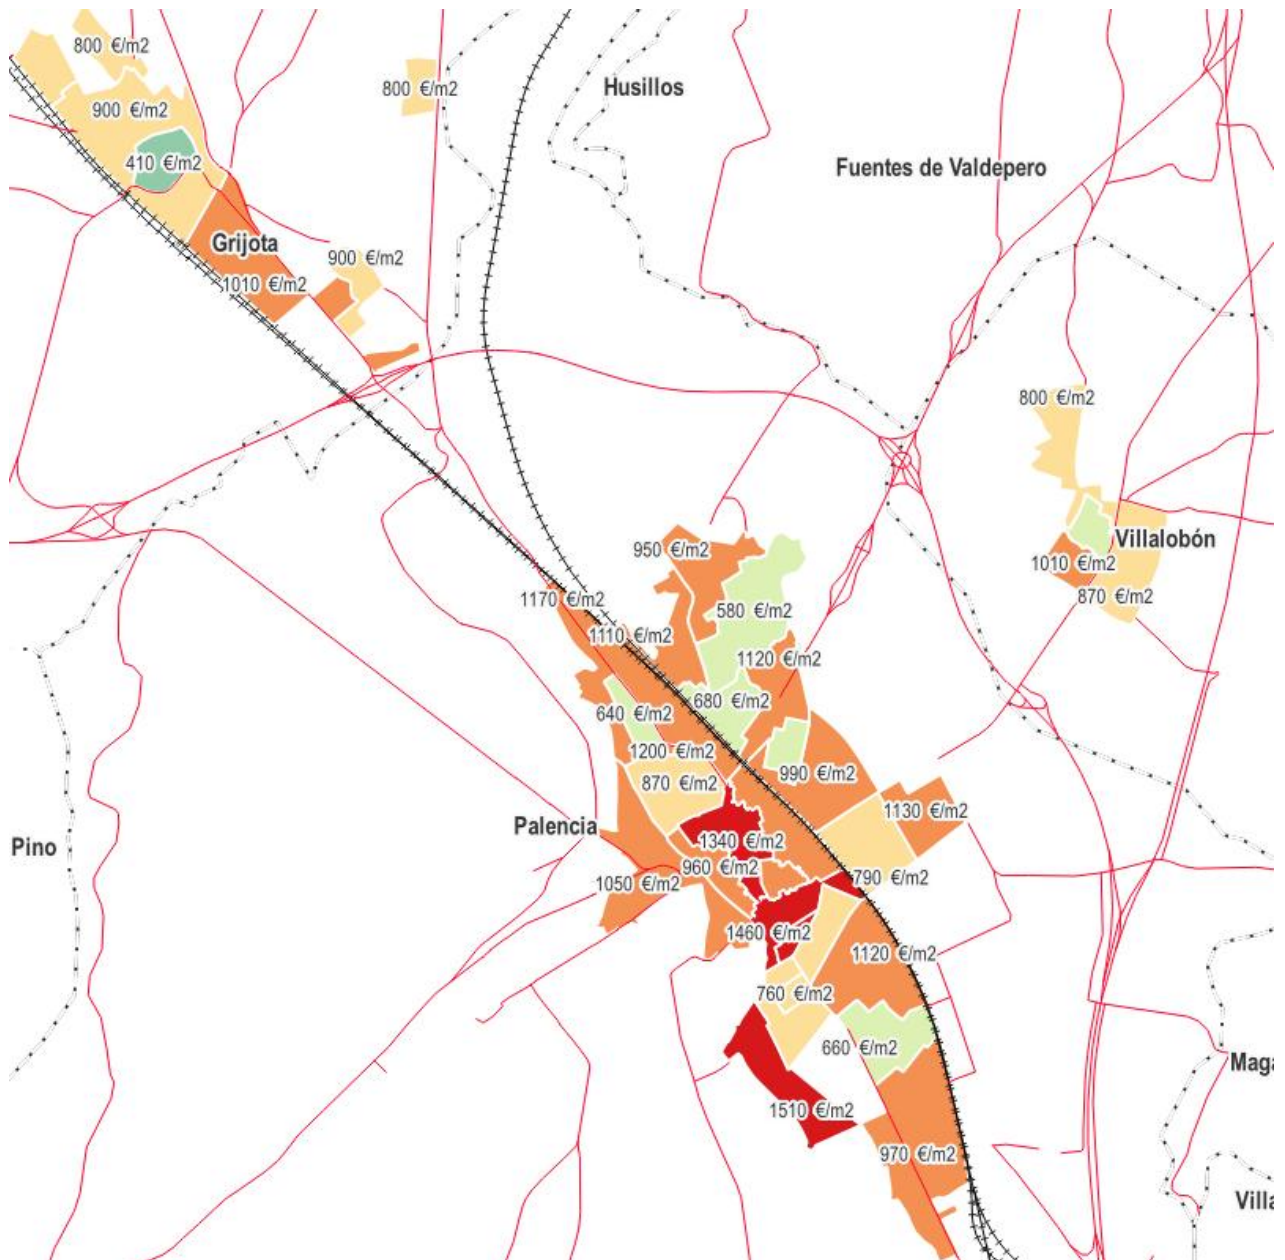 800 €/m2
800 €/m2
Husillos
900 €/m2
410 €/m2
Fuentes de Valdepero
Grijota
900 €/m2
1010 €/m2
800 €/m2
950 €/m2
Villalobón
1010 €/m2
870 €/m2
1170 €/m2
580 €/m2
1110 €/m2
1120 €/m2
680 €/m2
640 €/m2
1200 €/m2
990 €/m2
870 €/m2
1130 €/m2
Palencia
Pino
1340 €/m2
960 €/m2
790 €/m2
1050 €/m2
1460 €/m2
1120 €/m2
760 €/m2
660 €/m2
Maga
1510 €/m2
970 €/m2
Villa